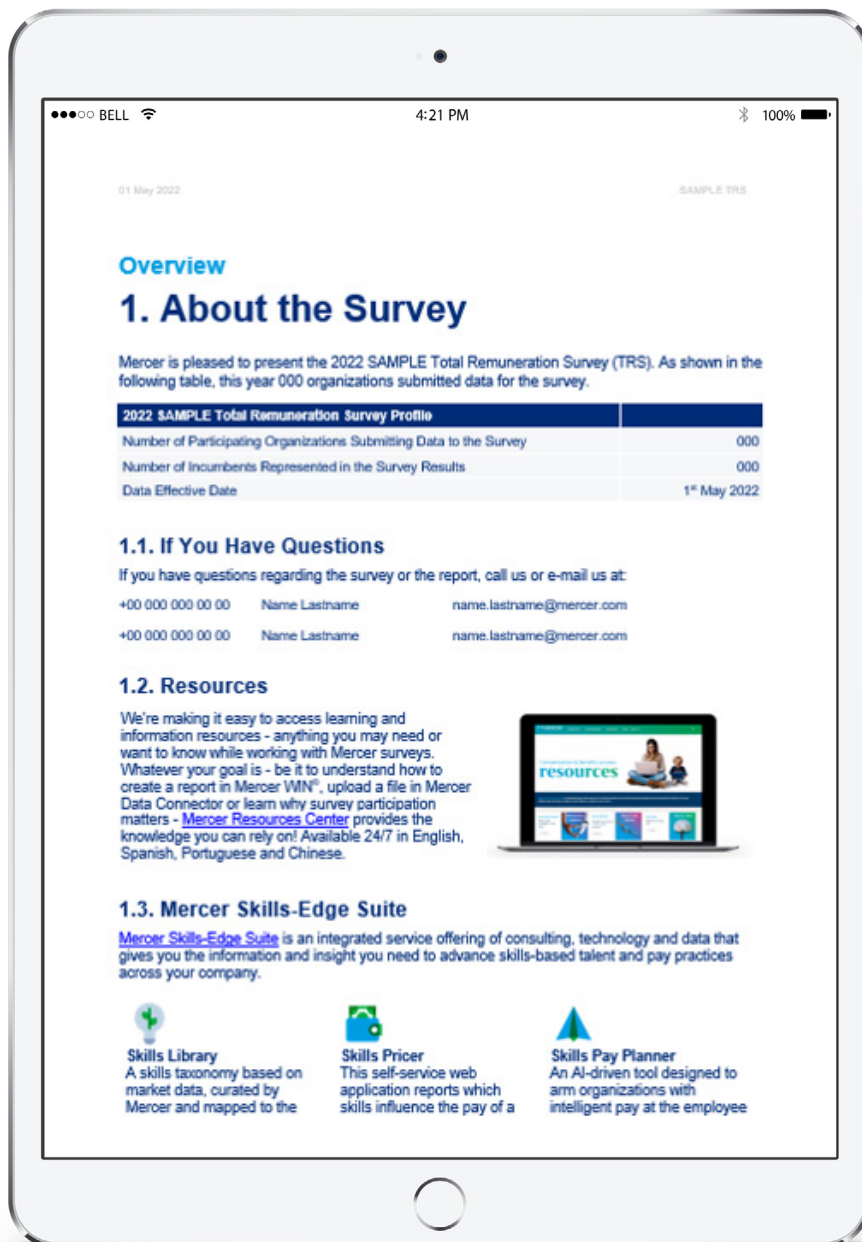 BELL 4:21 PM 100%
01 May 2022 SAMPLE TRS
Overview
1. About the Survey
Mercer is pleased to present the 2022 SAMPLE Total Remuneration Survey (TRS). As shown in the
following table, this year 000 organizations submitted data for the survey.
2022 SAMPLE Total Remuneration Survey Profile
Number of Participating Organizations Submitting Data to the Survey 000
Number of Incumbents Represented in the Survey Results 000
Data Effective Date 1st May 2022
1.1. If You Have Questions
If you have questions regarding the survey or the report, call us or e-mail us at:
+00 000 000 00 00 Name Lastname name.lastname@mercer.com
+00 000 000 00 00 Name Lastname name.lastname@mercer.com
1.2. Resources
We're making it easy to access learning and
information resources - anything you may need or
want to know while working with Mercer surveys.
Whatever your goal is - be it to understand how to
create a report in Mercer WIN®, upload a file in Mercer
Data Connector or learn why survey participation
matters - Mercer Resources Center provides the
knowledge you can rely on! Available 24/7 in English,
Spanish, Portuguese and Chinese.
resources
1.3. Mercer Skills-Edge Suite
Mercer Skills-Edge Suite is an integrated service offering of consulting, technology and data that
gives you the information and insight you need to advance skills-based talent and pay practices
across your company.
Skills Library
A skills taxonomy based on
market data, curated by
Mercer and mapped to the
Skills Pricer
This self-service web
application reports which
skills influence the pay of a
Skills Pay Planner
An AI-driven tool designed to
arm organizations with
intelligent pay at the employee